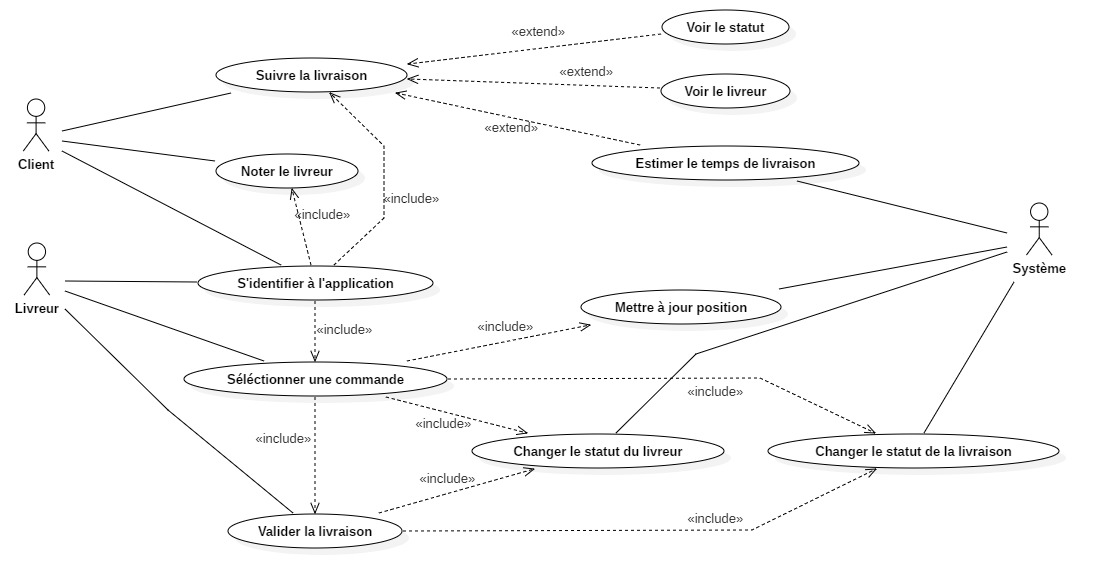 Voir le statut
«extend»
Suivre la livraison
«extend»
Voir le livreur
«extend»
Client
Noter le livreur
Estimer le temps de livraison
«include»
«include»
Système
Livreur
S'identifier à l'application
Mettre à jour position
«include»
«include»
Séléctionner une commande
«include»
«include»
«include»
Changer le statut du livreur
Changer le statut de la livraison
«include»
«include»
Valider la livraison